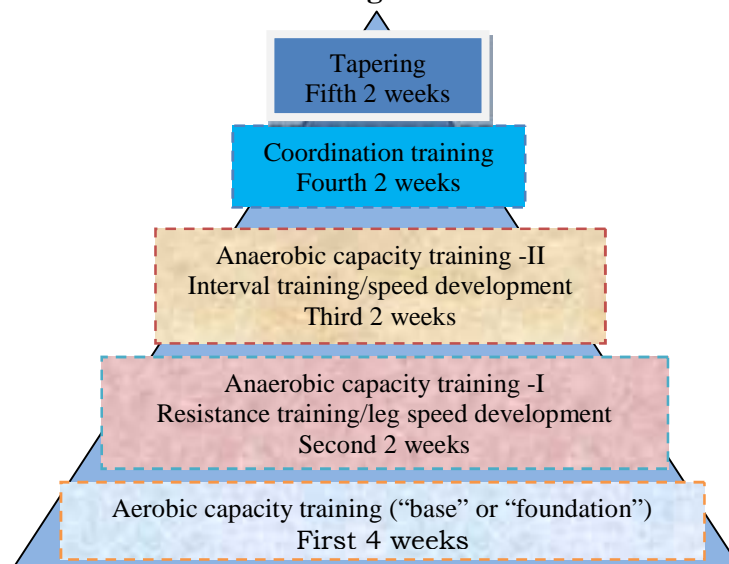 Tapering
Fifth 2 weeks
Coordination training
Fourth 2 weeks
Anaerobic capacity training -II
Interval training/speed development
Third 2 weeks
Anaerobic capacity training -I
Resistance training/leg speed development
Second 2 weeks
Aerobic capacity training (“base” or “foundation”)
First 4 weeks